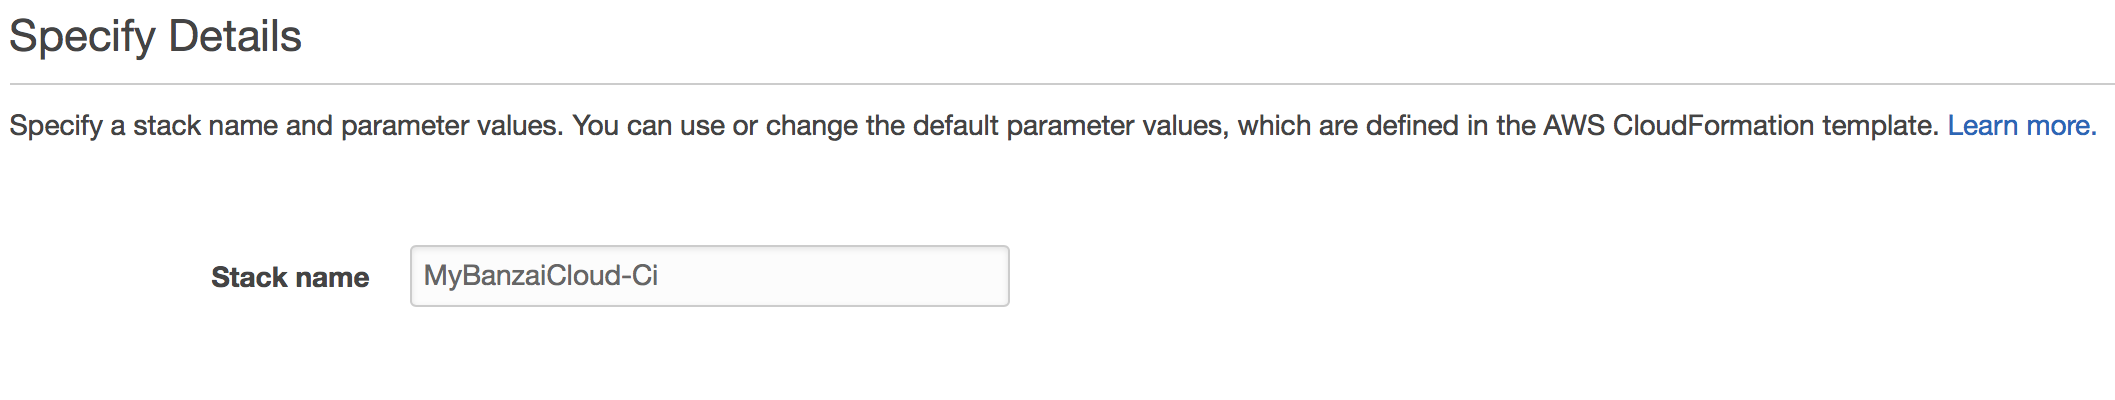 Specify Details
Specify a stack name and parameter values. You can use or change the default parameter values, which are defined in the AWS CloudFormation template. Learn more.
Stack name MyBanzaiCloud-Ci